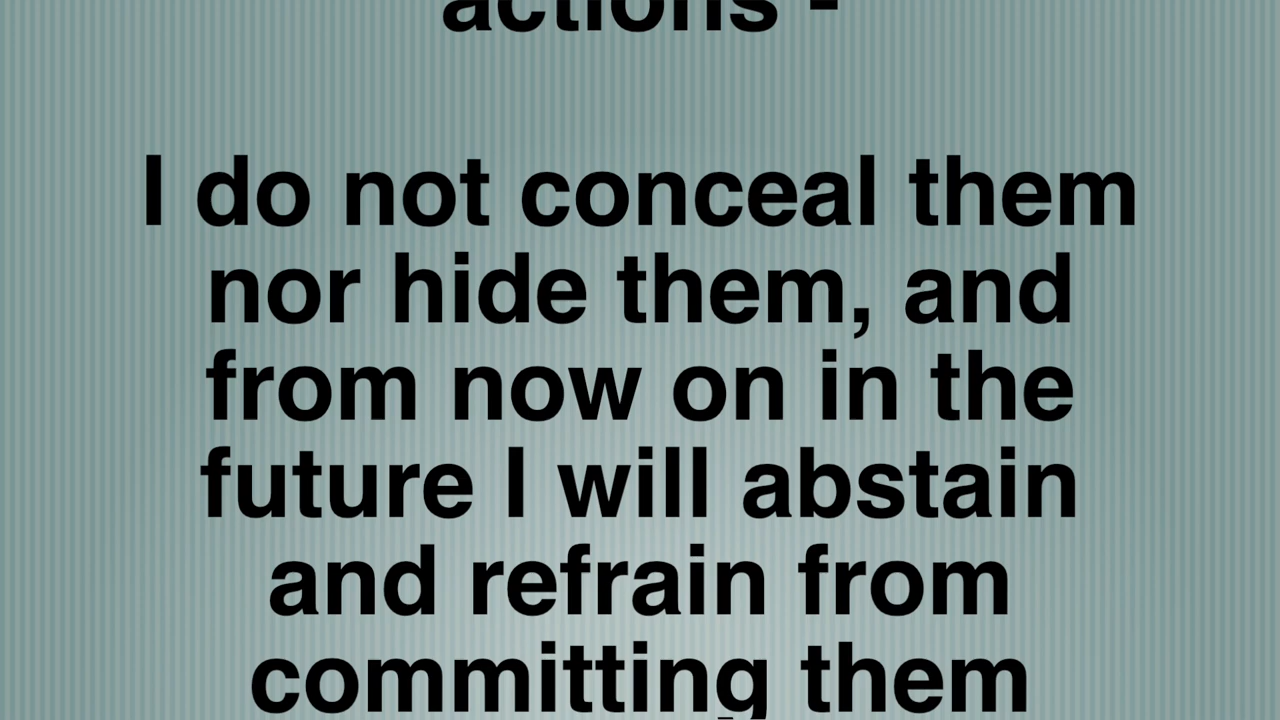 actions -
I do not conceal them
nor hide them, and
from now on in the
future I will abstain
and refrain from
committing them